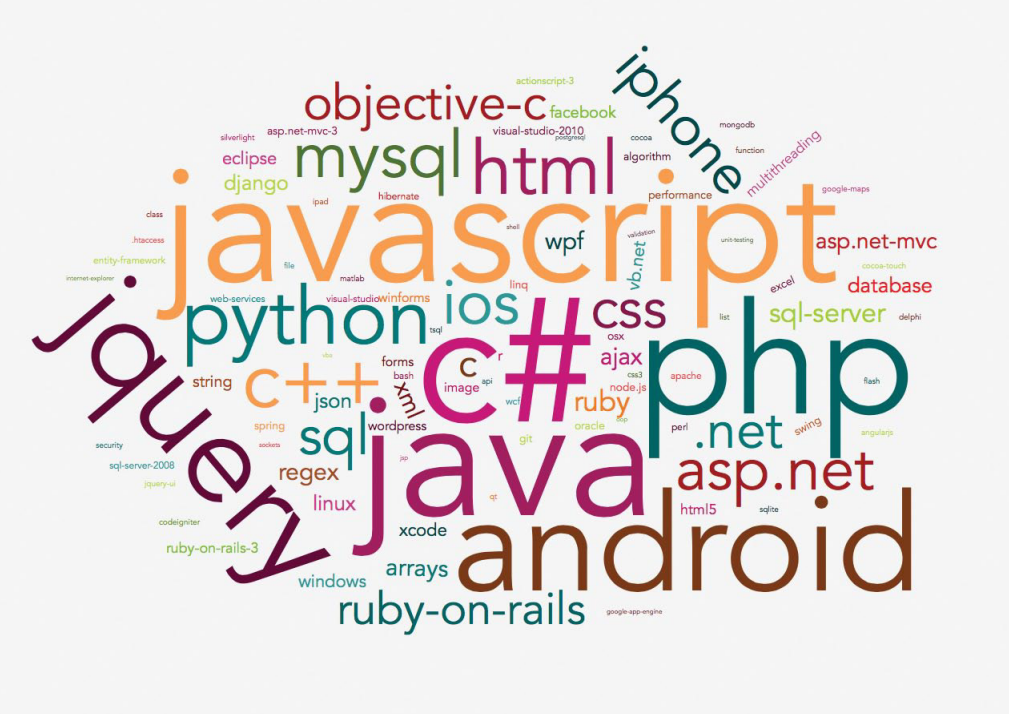 iphone
actionscript-3
objective-c
facebook
mongodb
silverlight
asp.net-mvc-3
visual-studio-2010
postgresql
cocoa
function
multithreading
eclipse
mysql
html
algorithm
django
ipad
hibernate
performance
google-maps
class
javascript
shell
wpf
validation
vb.net
unit-testing
.htaccess
asp.net-mvc
entity-framework
file
matlab
linq
cocoa-touch
internet-explorer
excel
database
web-services
visual-studio
winforms
ios
css
jquery
python
tsql
c#
osx
list
sql-server
delphi
vba
forms
r
ajax
php
string
c++
bash
c
api
css3
apache
flash
json
xml
image
wcf
node.js
ruby
spring
wordpress
oracle
oop
perl
swing
angularjs
security
sockets
sql
java
git
.net
sql-server-2008
regex
jsp
asp.net
jquery-ui
linux
qt
html5
sqlite
codeigniter
xcode
android
ruby-on-rails-3
windows
arrays
ruby-on-rails
google-app-engine